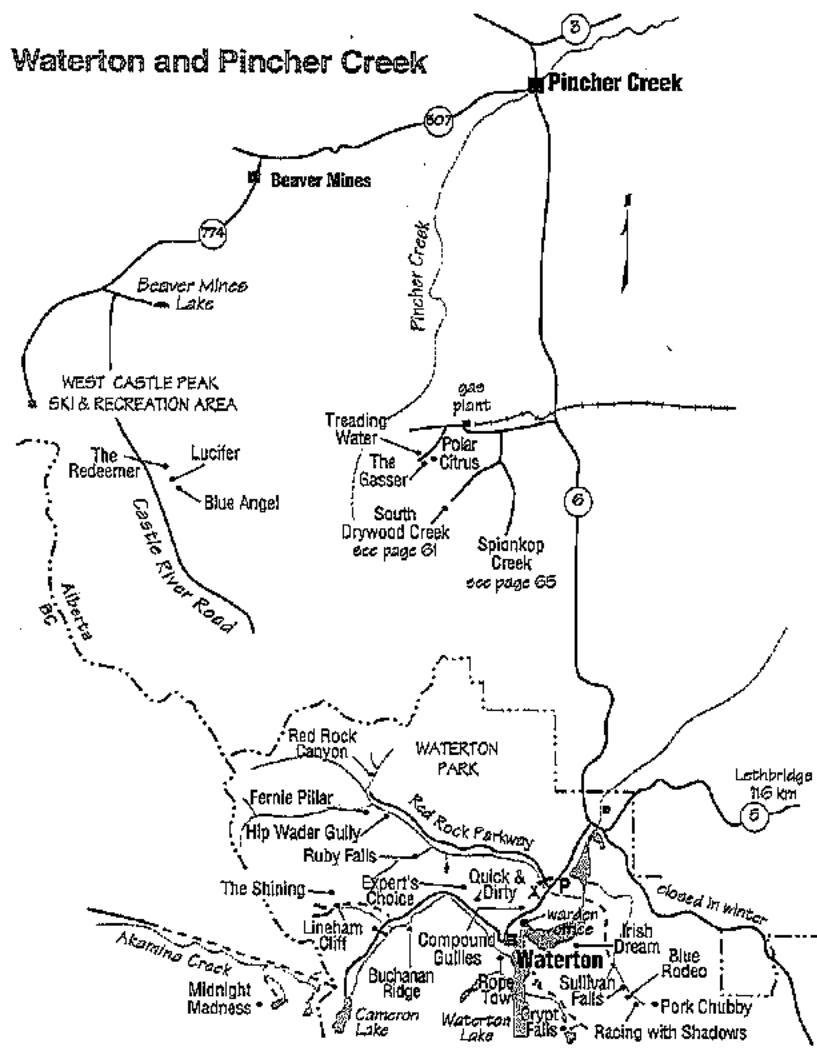 3
Waterton and Pincher Creek
Pincher Creek
507
Beaver Mines
774
Pincher Creek
Beaver Mines
Lake
WEST CASTLE PEAK
SKI & RECREATION AREA
gas
plant
Treading
Water
Polar
Citrus
The
Gasser
The
Redeemer
Lucifer
Blue Angel
6
South
Drywood Creek
see page 61
Spionkop
Creek
see page 65
Castle River Road
Alberta
BC
Red Rock
Canyon
WATERTON
PARK
Lethbridge
116 km
5
Fernie Pillar
Red Rock Parkway
Hip Wader Gully
Ruby Falls
The Shining
Expert's
Choice
Quick &
Dirty
X
P
closed in winter
warden
office
Irish
Dream
Lineham
Cliff
Compound
Gullies
Waterton
Blue
Rodeo
Akamina Creek
Buchanan
Ridge
Rope
Tow
Sullivan
Falls
Midnight
Madness
Cameron
Lake
Waterton
Lake
Crypt
Falls
Pork Chubby
Racing with Shadows